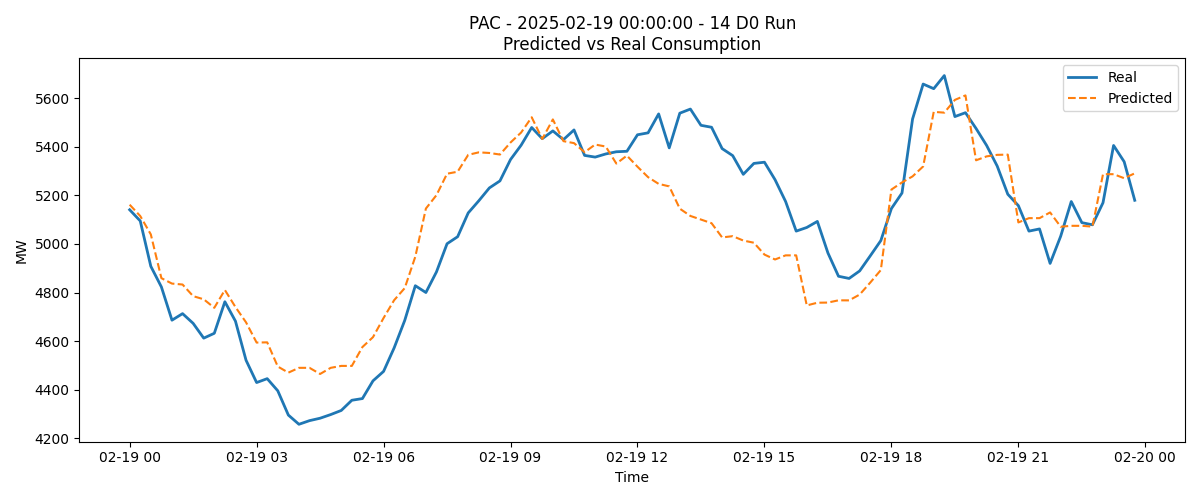 PAC - 2025-02-19 00:00:00 - 14 D0 Run
Predicted vs Real Consumption
Real
Predicted
MW
5600
5400
5200
5000
4800
4600
4400
4200
02-19 00
02-19 03
02-19 06
02-19 09
02-19 12
02-19 15
02-19 18
02-19 21
02-20 00
Time